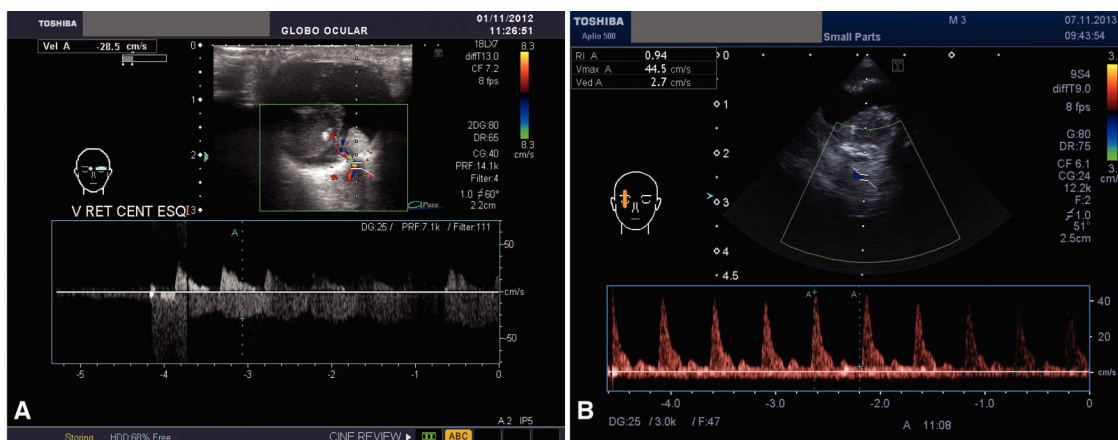 TOSHIBA
01/11/2012
GLOBO OCULAR
11:26:51
Vel A -28.5 cm/s
0
1
2
3
18LX7
diffT13.0
CF 7.2
8 fps
8.3
8.3
cm/s
2DG:80
DR:65
CG:40
PRF:14.1k
Filter:4
1.0 60°
2.2cm
V RET CENT ESQ
A
DG:25 / PRF:7.1k / Filter:111
50
cm/s
-50
-5 -4 -3 -2 -1 0
A
A 2 IP5
Storing HDD:68% Free
CINE REVIEW ABC
TOSHIBA
Aplio 500
M 3
07.11.2013
Small Parts
09:43:54
RI A 0.94
Vmax A 44.5 cm/s
Ved A 2.7 cm/s
T
0
1
2
3
4
4.5
3.
9S4
diffT9.0
8 fps
3.
cm/
G:80
DR:75
CF 6.1
CG:24
12.2k
F:2
1.0
51°
2.5cm
A A
40
20
cm/s
-4.0 -3.0 -2.0 -1.0 0
DG:25 / 3.0k / F:47
A 11:08
B